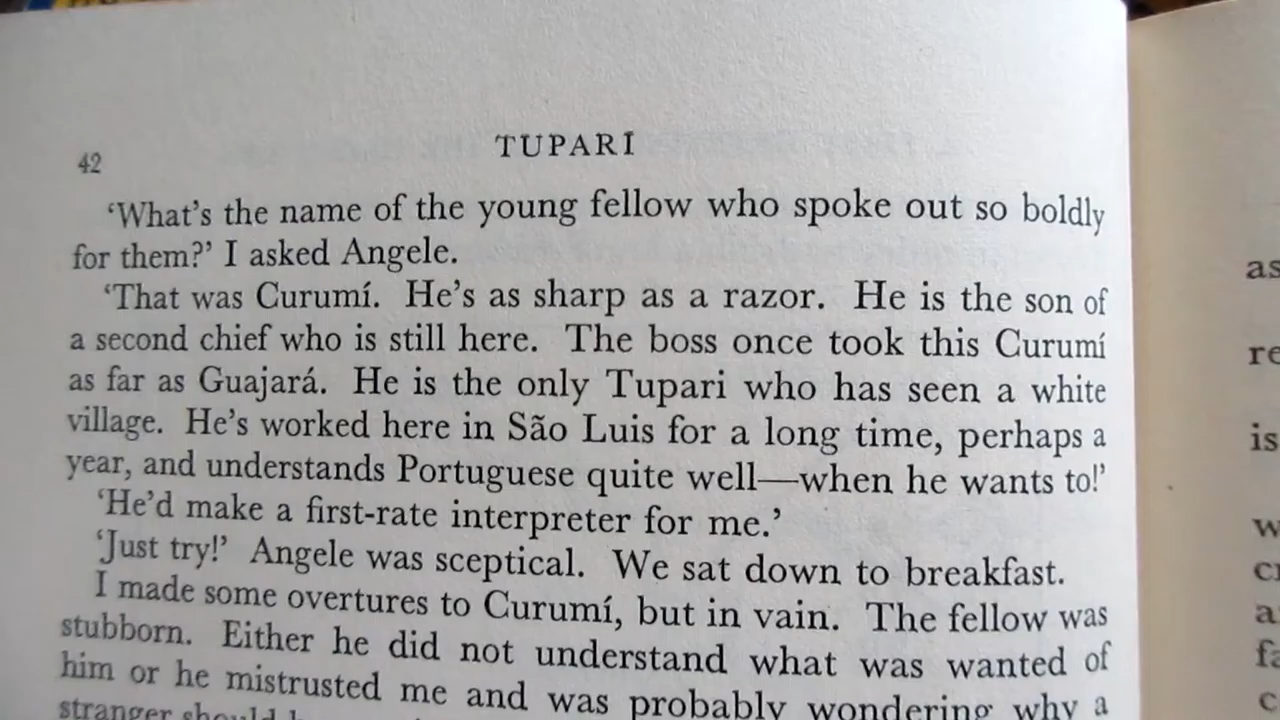 42
TUPARI
‘What’s the name of the young fellow who spoke out so boldly
for them?’ I asked Angele.
‘That was Curumí. He’s as sharp as a razor. He is the son of
a second chief who is still here. The boss once took this Curumí
as far as Guajará. He is the only Tupari who has seen a white
village. He’s worked here in São Luis for a long time, perhaps a
year, and understands Portuguese quite well—when he wants to!’
‘He’d make a first-rate interpreter for me.’
‘Just try!’ Angele was sceptical. We sat down to breakfast.
I made some overtures to Curumí, but in vain. The fellow was
stubborn. Either he did not understand what was wanted of
him or he mistrusted me and was probably wondering why a
stranger should
as
is